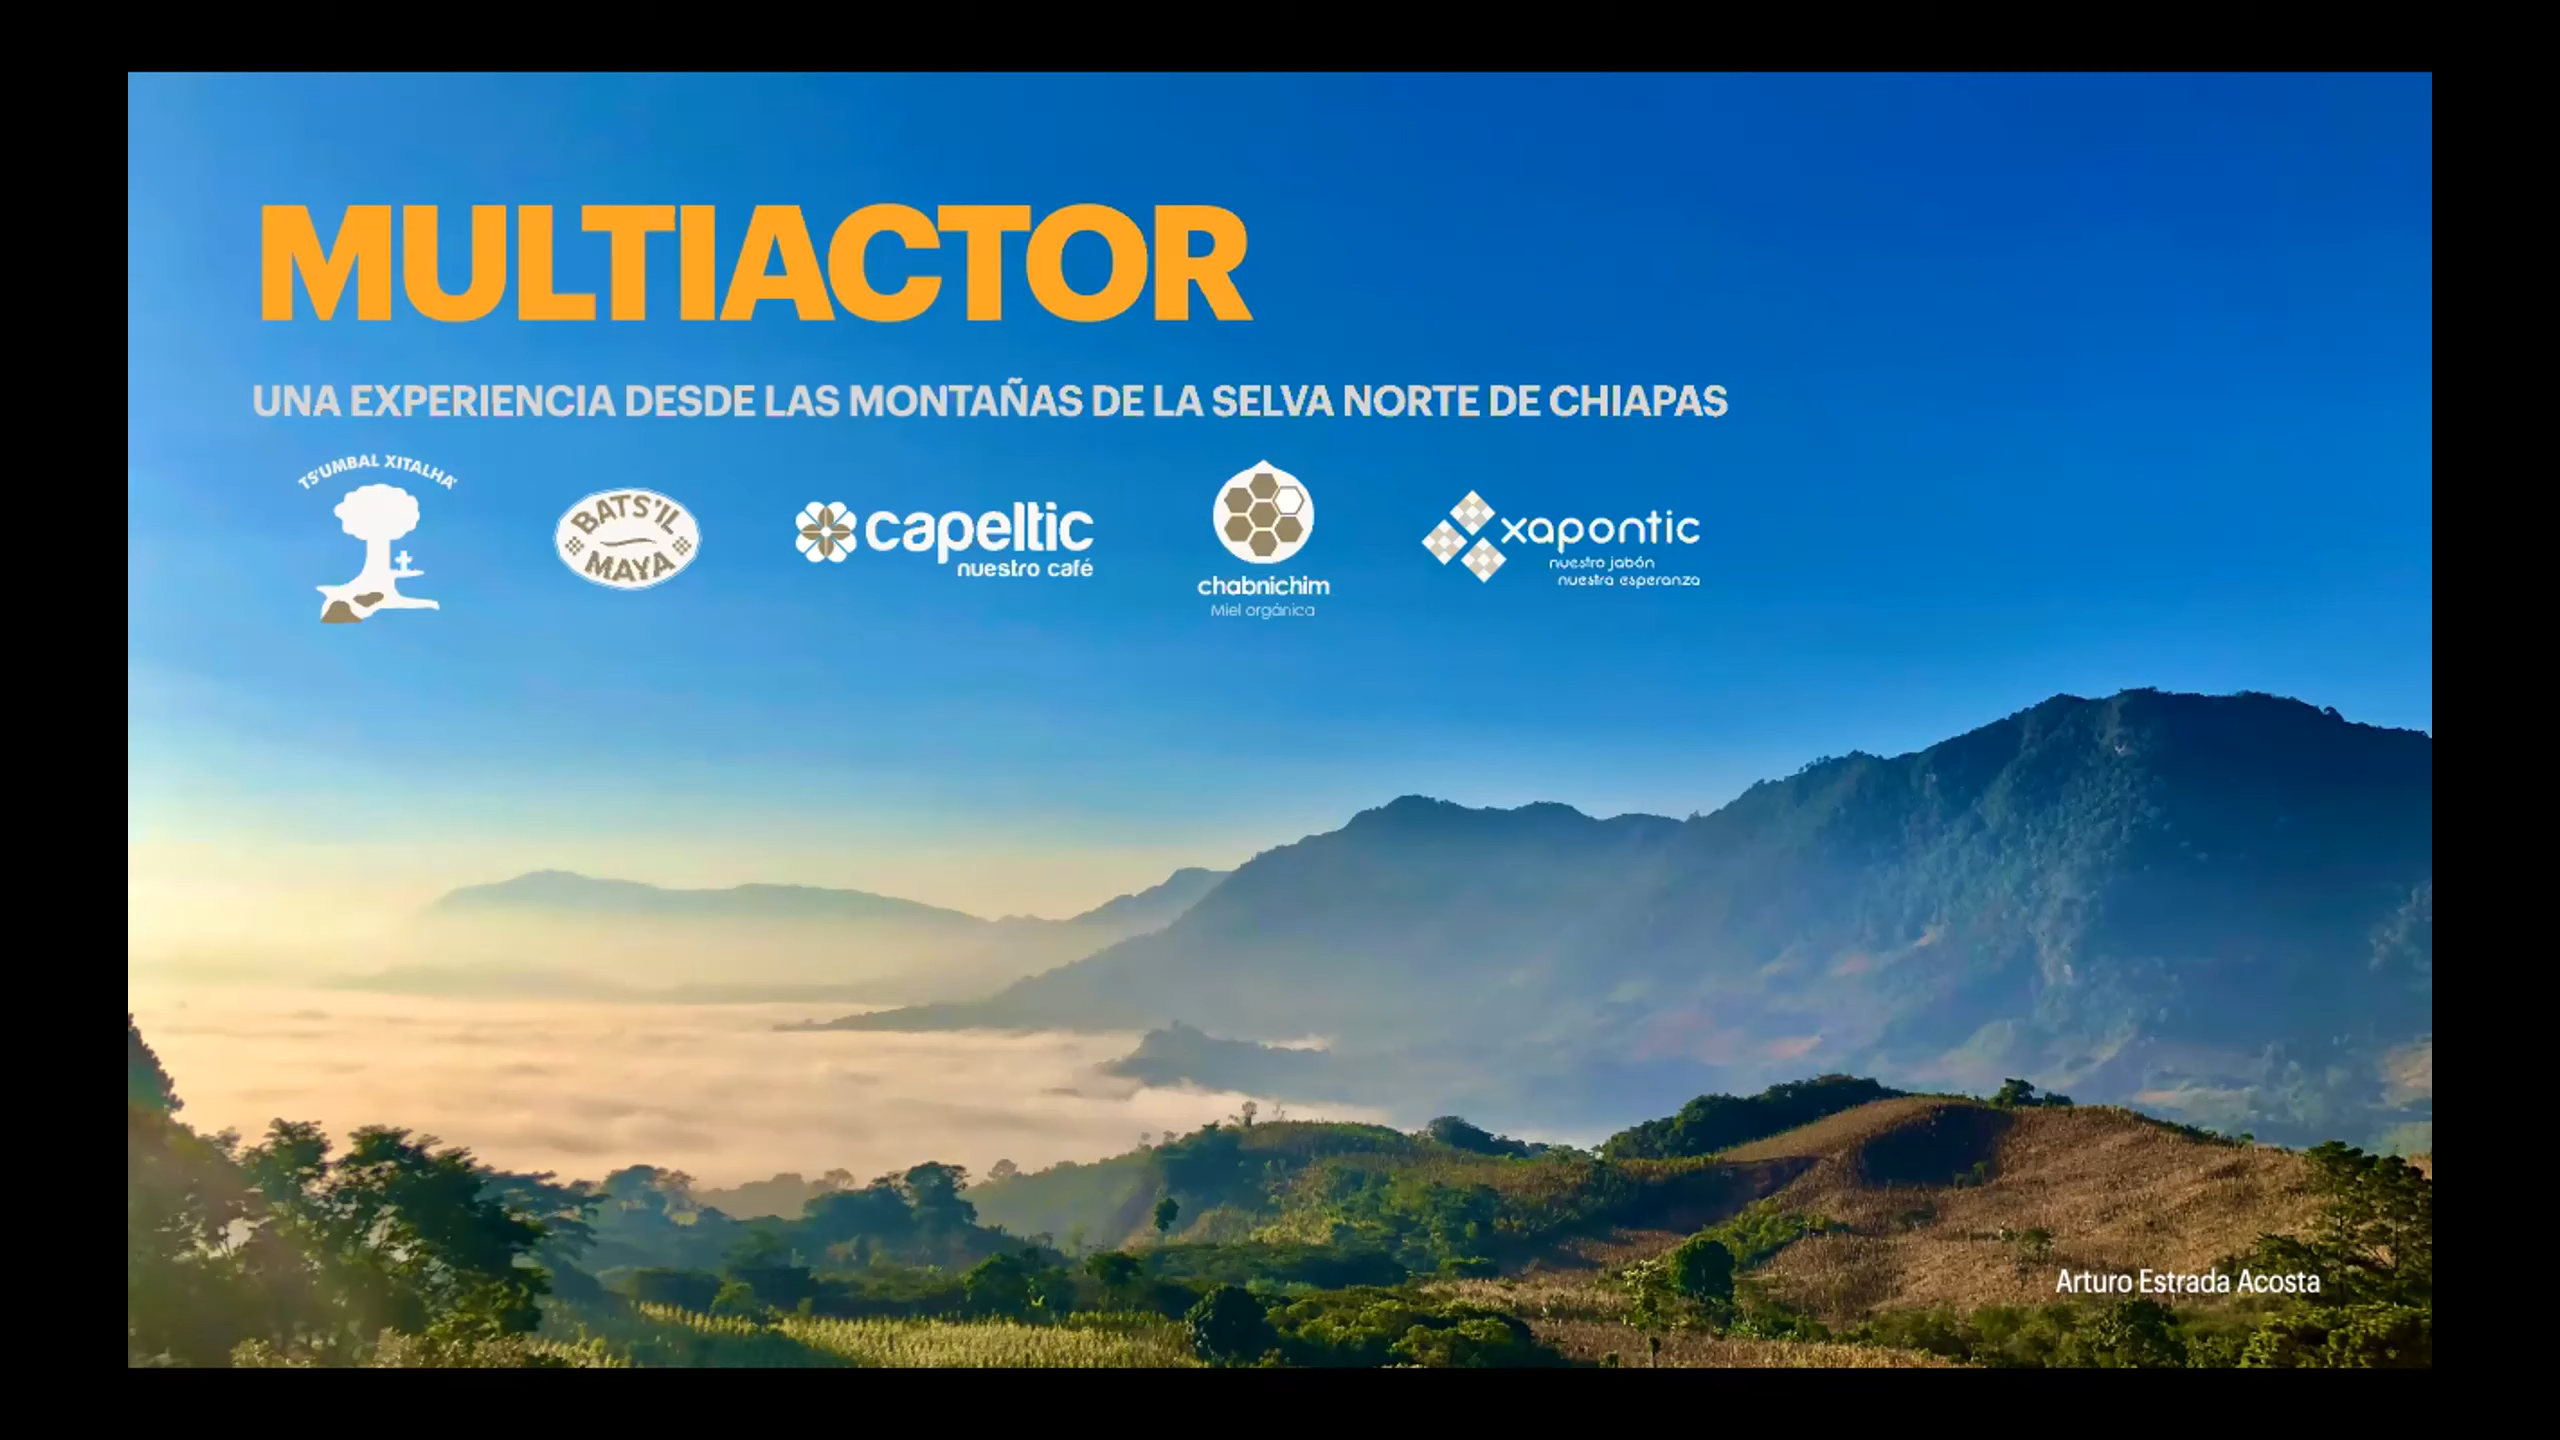 MULTIACTOR
UNA EXPERIENCIA DESDE LAS MONTAÑAS DE LA SELVA NORTE DE CHIAPAS
TS'UMBAL XITALHA'
BATS'IL
MAYA
capeltic
nuestro café
chabnichim
Miel orgánica
xapontic
nuestro jabón
nuestra esperanza
Arturo Estrada Acosta